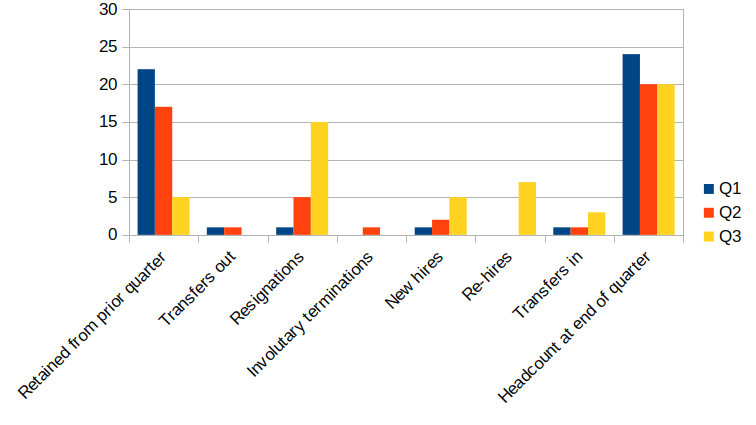 30
25
20
15
10
5
0
Retained from prior quarter
Transfers out
Resignations
Involutary terminations
New hires
Re-hires
Transfers in
Headcount at end of quarter
Q1
Q2
Q3